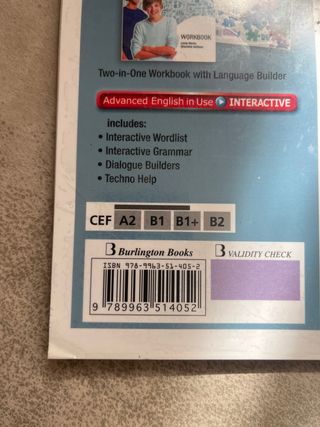 WORKBOOK
Two-in-One Workbook with Language Builder
Advanced English in Use INTERACTIVE
includes:
• Interactive Wordlist
• Interactive Grammar
• Dialogue Builders
• Techno Help
CEF A2 B1 B1+ B2
B Burlington Books
B VALIDITY CHECK
ISBN 978-9963-51-405-2
9 789963 514052